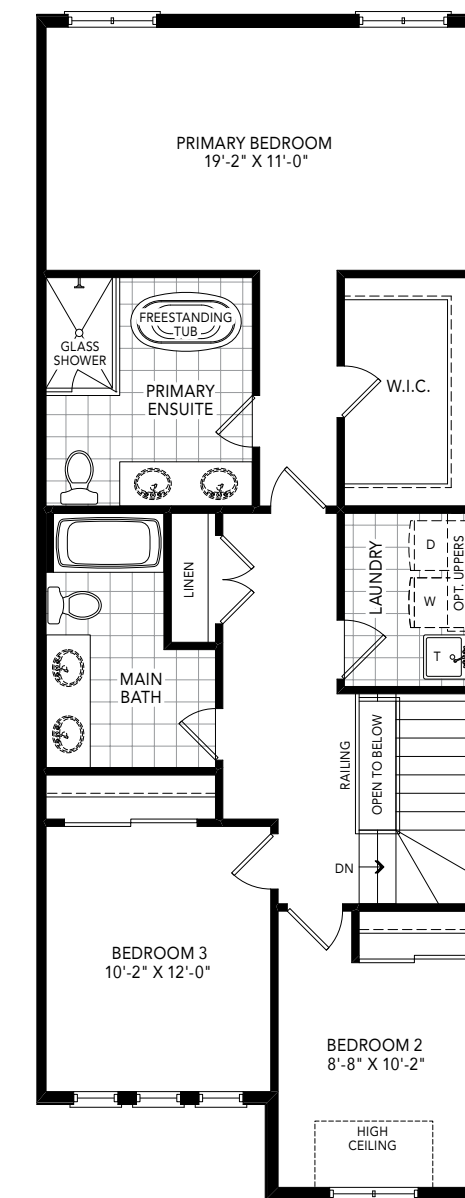 PRIMARY BEDROOM
19'-2" X 11'-0"
FREESTANDING
TUB
GLASS
SHOWER
PRIMARY
ENSUITE
W.I.C.
LINEN
LAUNDRY
D
W
OPT. UPPERS
T
MAIN
BATH
RAILING
OPEN TO BELOW
DN
BEDROOM 3
10'-2" X 12'-0"
BEDROOM 2
8'-8" X 10'-2"
HIGH
CEILING